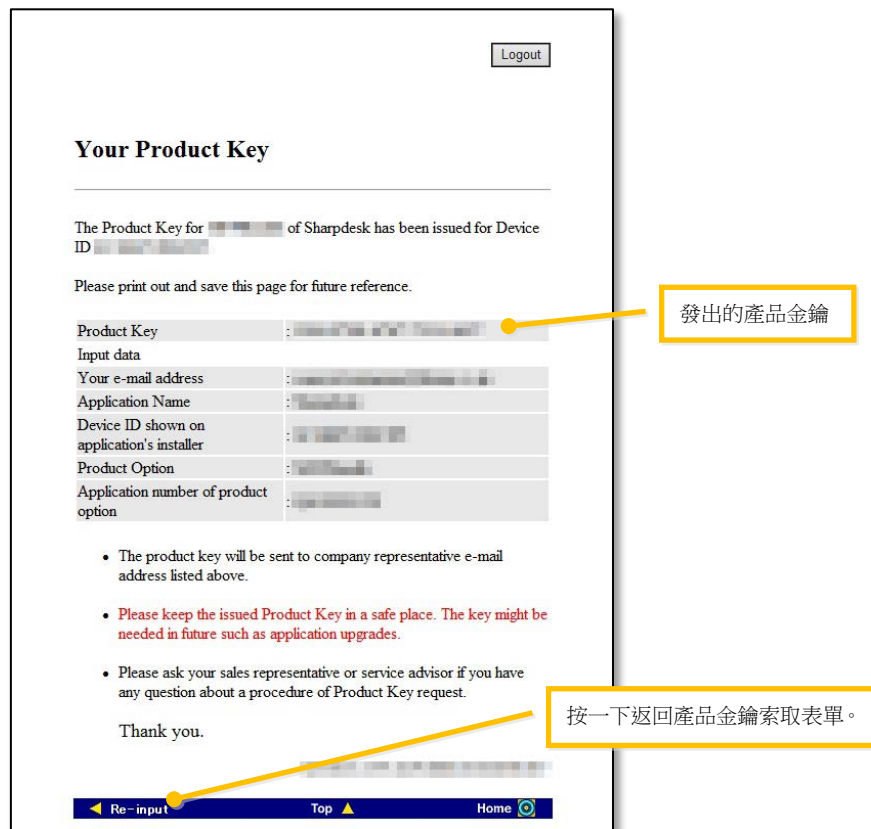 Logout
Your Product Key
The Product Key for of Sharpdesk has been issued for Device
ID
Please print out and save this page for future reference.
發出的產品金鑰
Product Key :
Input data
Your e-mail address :
Application Name :
Device ID shown on
application's installer :
Product Option :
Application number of product
option :
• The product key will be sent to company representative e-mail
address listed above.
• Please keep the issued Product Key in a safe place. The key might be
needed in future such as application upgrades.
• Please ask your sales representative or service advisor if you have
any question about a procedure of Product Key request.
按一下返回產品金鑰索取表單。
Thank you.
Re-input Top Home